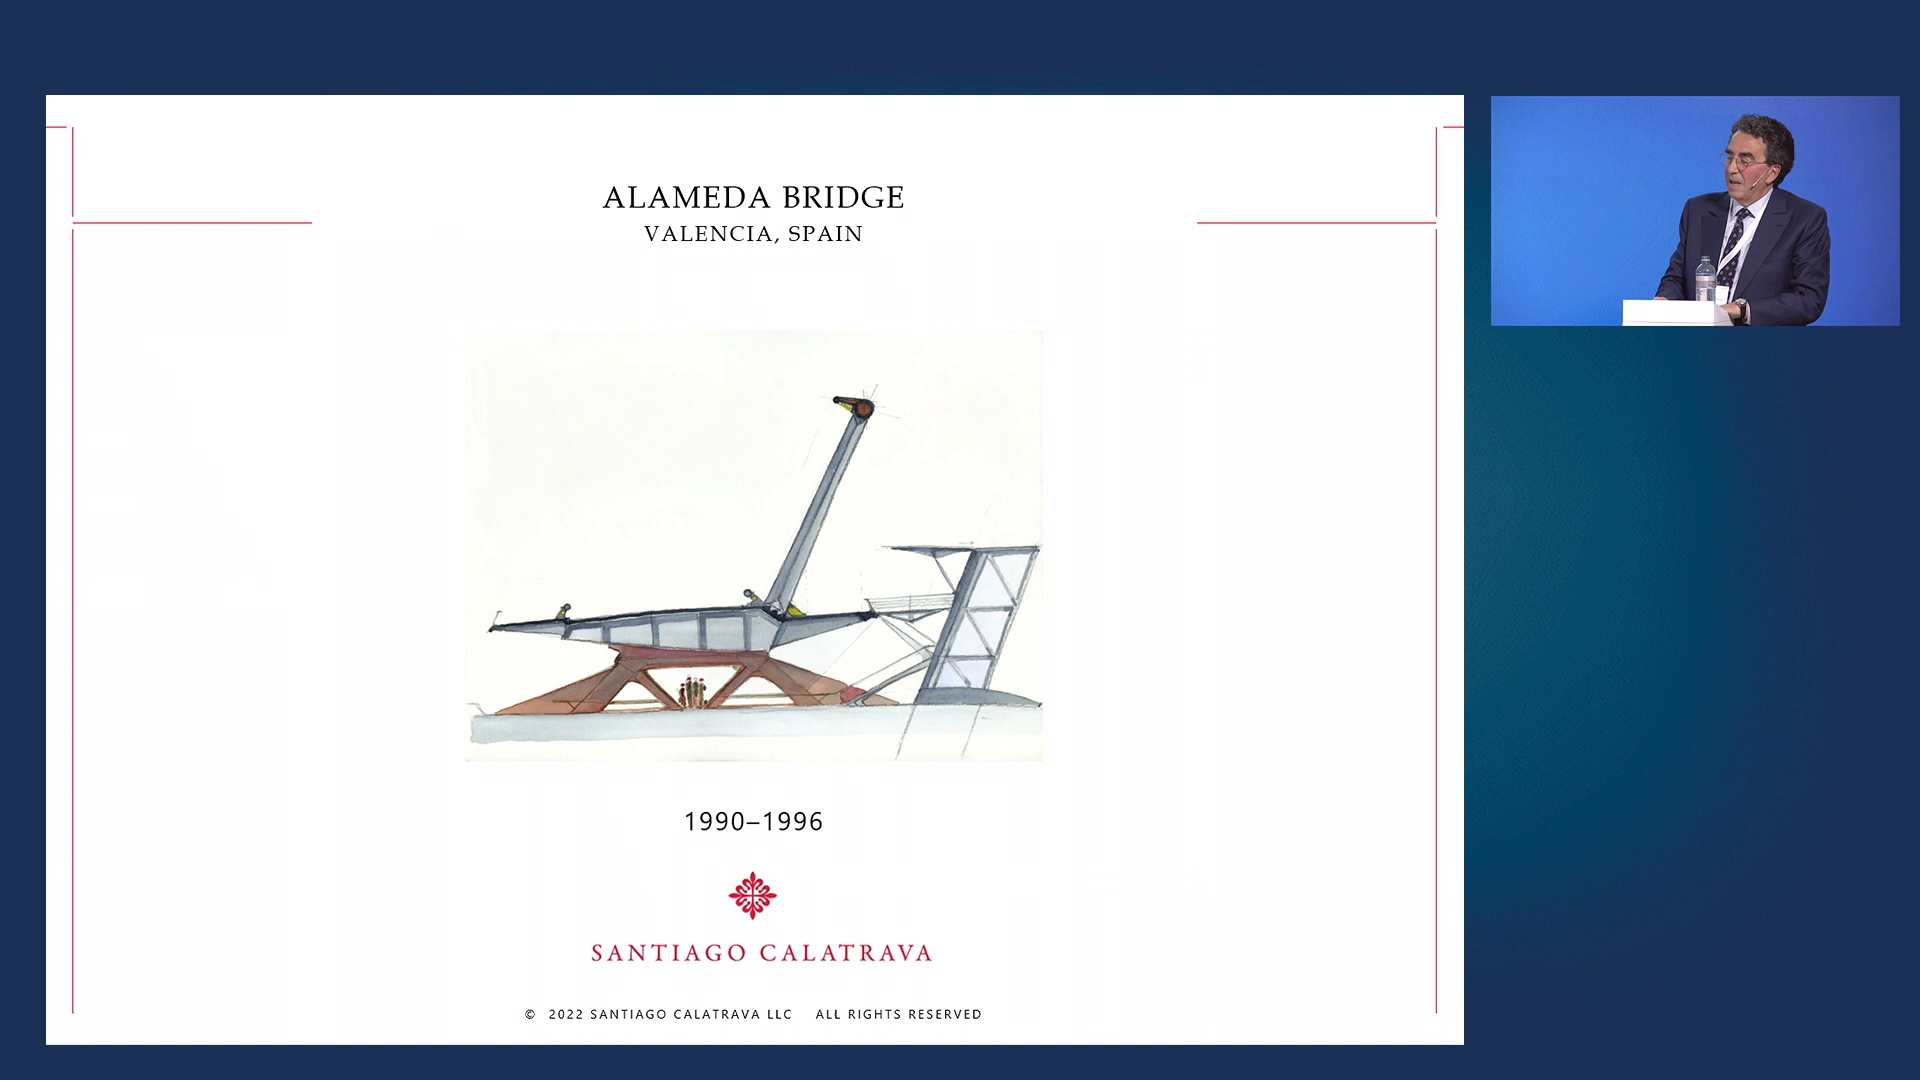 ALAMEDA BRIDGE
VALENCIA, SPAIN
1990–1996
SANTIAGO CALATRAVA
© 2022 SANTIAGO CALATRAVA LLC ALL RIGHTS RESERVED